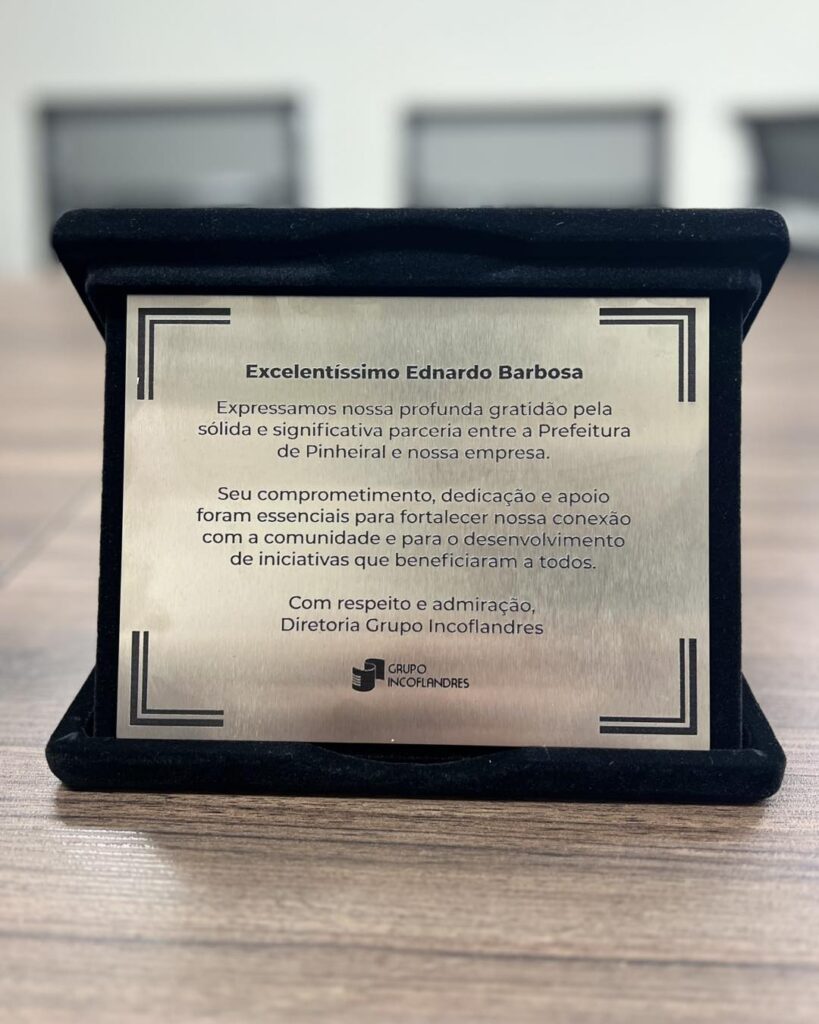 Excelentíssimo Ednardo Barbosa
Expressamos nossa profunda gratidão pela
sólida e significativa parceria entre a Prefeitura
de Pinheiral e nossa empresa.
Seu comprometimento, dedicação e apoio
foram essenciais para fortalecer nossa conexão
com a comunidade e para o desenvolvimento
de iniciativas que beneficiaram a todos.
Com respeito e admiração,
Diretoria Grupo Incoflandres
GRUPO
INCOFLANDRES